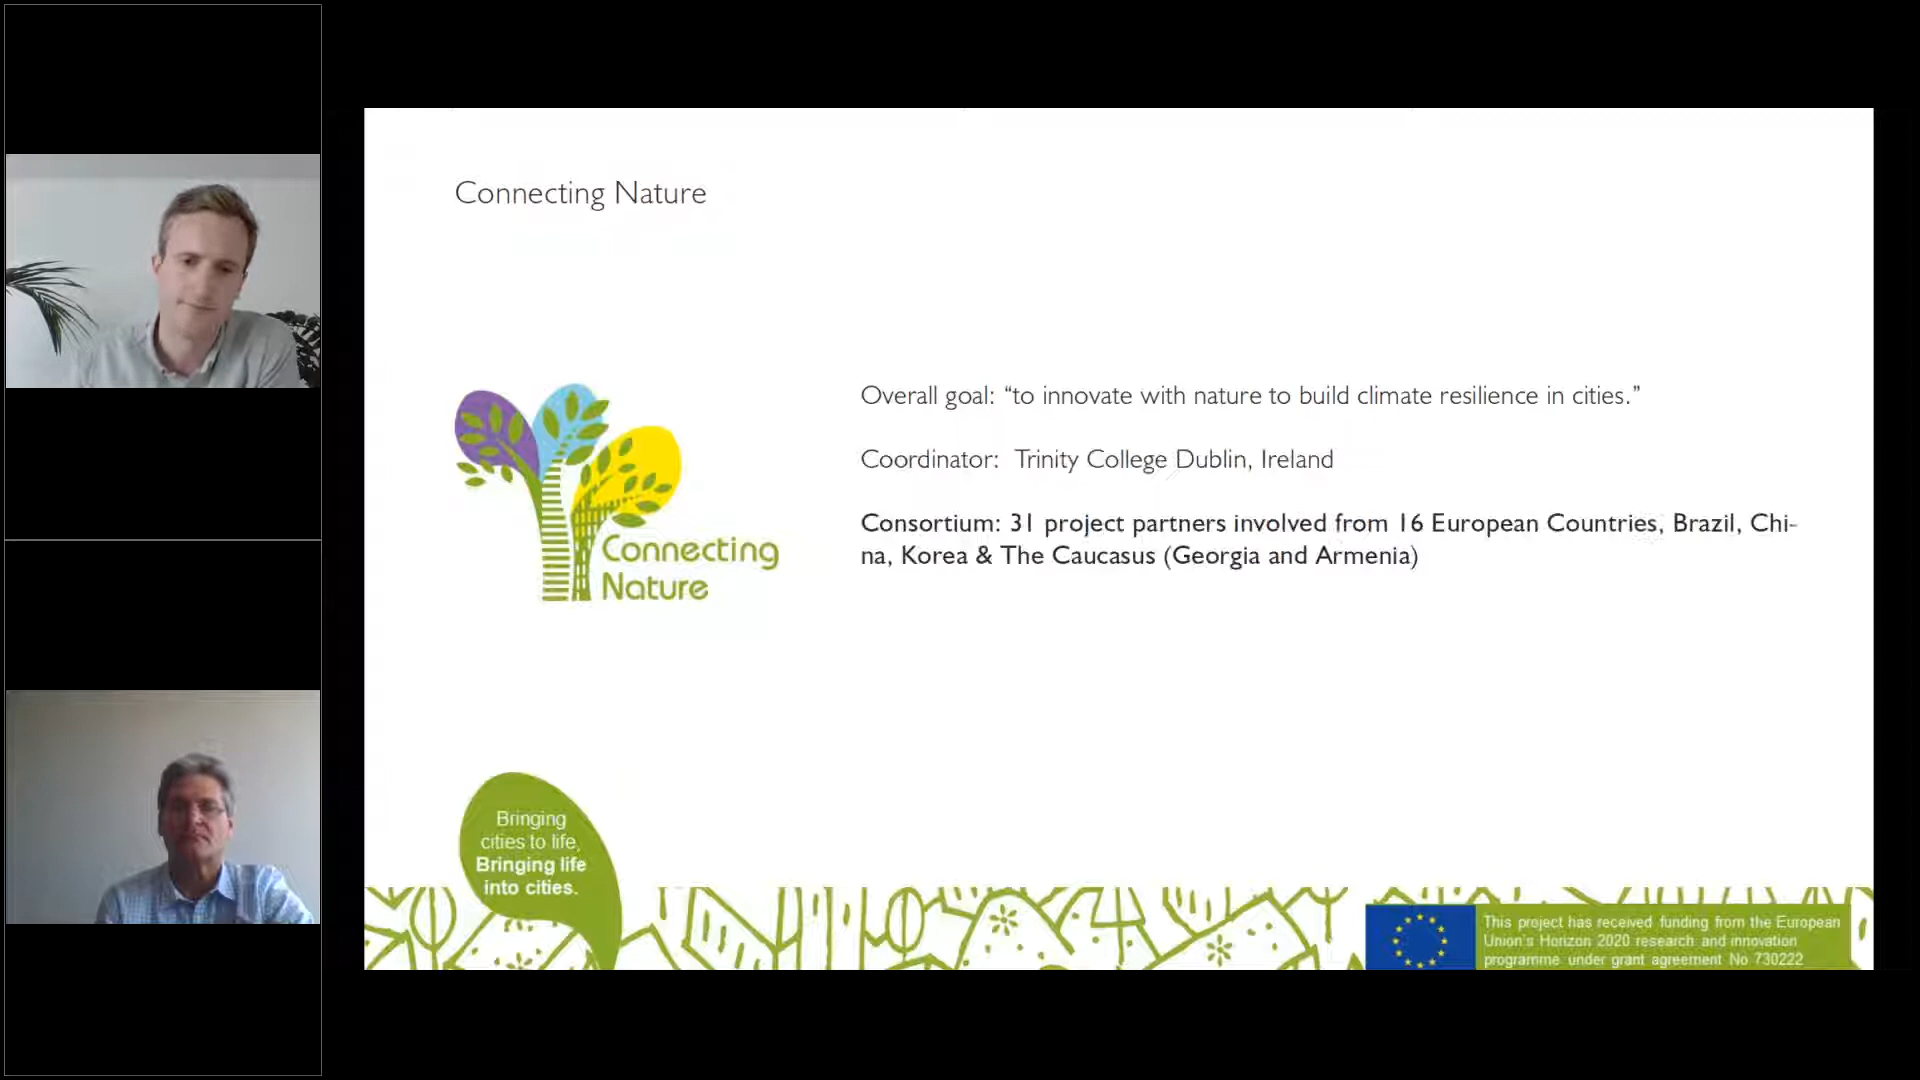 Connecting Nature
Overall goal: “to innovate with nature to build climate resilience in cities.”
Coordinator: Trinity College Dublin, Ireland
Consortium: 31 project partners involved from 16 European Countries, Brazil, Chi-
na, Korea & The Caucasus (Georgia and Armenia)
Connecting
Nature
Bringing
cities to life,
Bringing life
into cities.
This project has received funding from the European
Union's Horizon 2020 research and innovation
programme under grant agreement No 730222